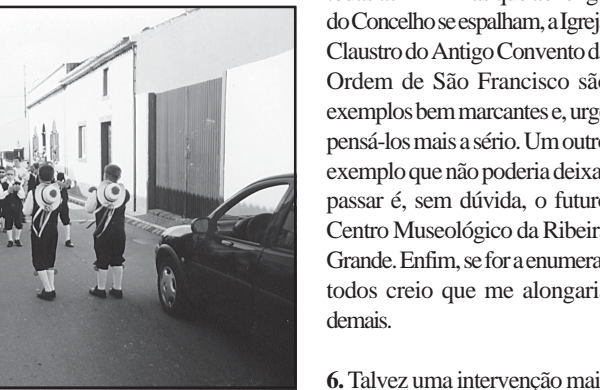 do Concelho se espalham, a Igrej
Claustro do Antigo Convento d
Ordem de São Francisco sã
exemplos bem marcantes e, urg
pensá-los mais a sério. Um outr
exemplo que não poderia deixa
passar é, sem dúvida, o futur
Centro Museológico da Ribeir
Grande. Enfim, se for a enumera
todos creio que me alongari
demais.
6. Talvez uma intervenção mai